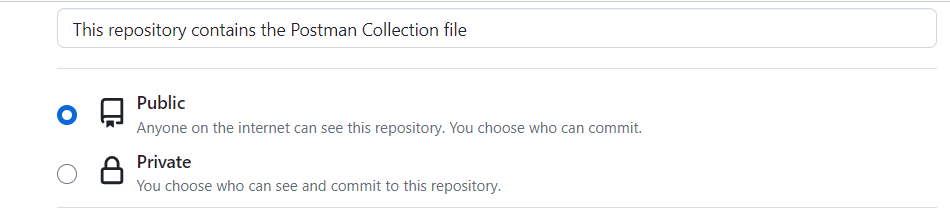 This repository contains the Postman Collection file
Public
Anyone on the internet can see this repository. You choose who can commit.
Private
You choose who can see and commit to this repository.